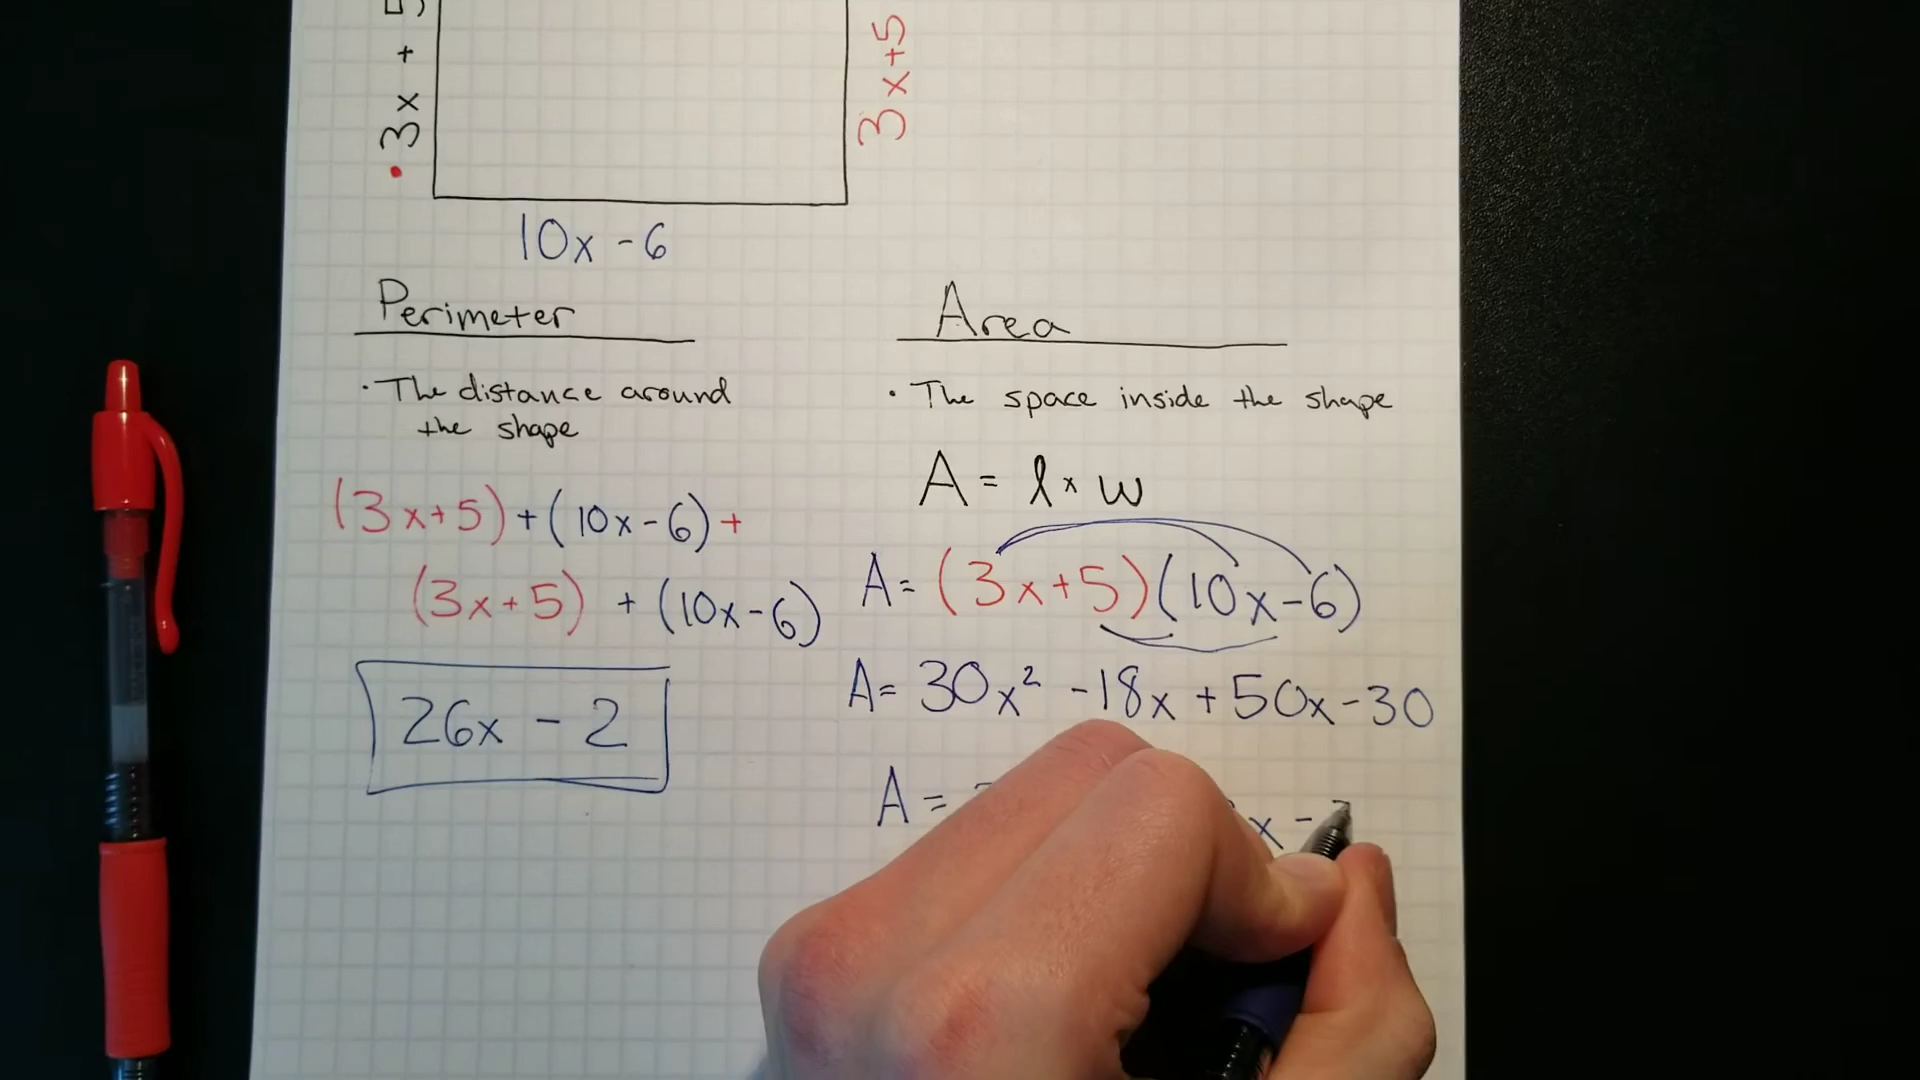 3x + 5
3x+5
10x - 6
Perimeter
• The distance around
the shape
(3x+5)+(10x-6)+
(3x+5) + (10x-6)
26x - 2
Area
• The space inside the shape
A = l × w
A= (3x+5)(10x-6)
A= 30x² -18x +50x-30
A = x -